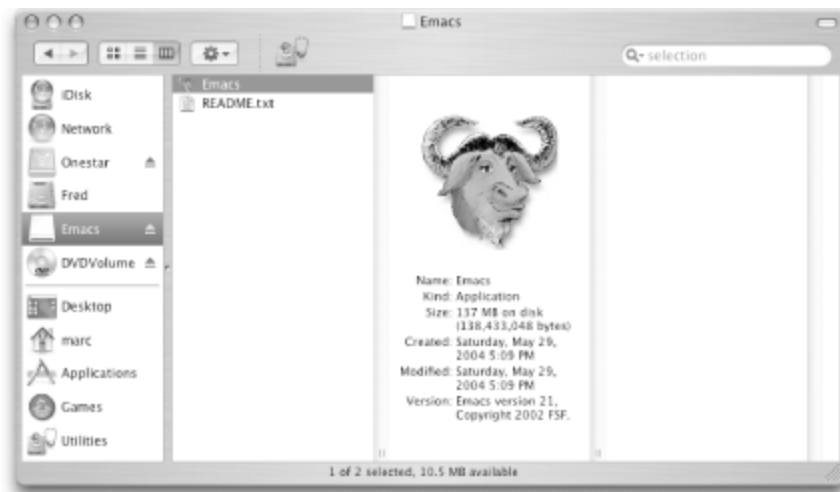 Emacs
selection
iDisk
Network
Onestar
Fred
Emacs
DVDVolume
Desktop
marc
Applications
Games
Utilities
Emacs
README.txt
Name: Emacs
Kind: Application
Size: 137 MB on disk
(138,433,048 bytes)
Created: Saturday, May 29,
2004 5:09 PM
Modified: Saturday, May 29,
2004 5:09 PM
Version: Emacs version 21,
Copyright 2002 FSF.
1 of 2 selected, 10.5 MB available